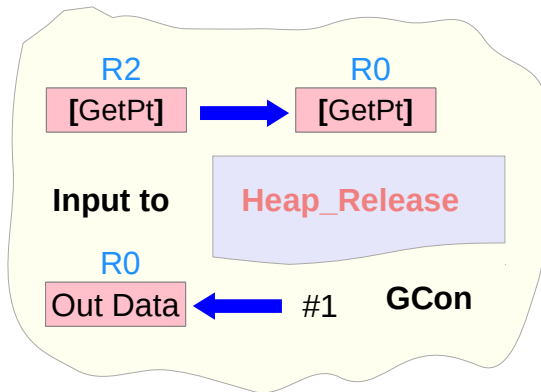 R2 R0
[GetPt] [GetPt]
Input to Heap_Release
R0
Out Data #1 GCon